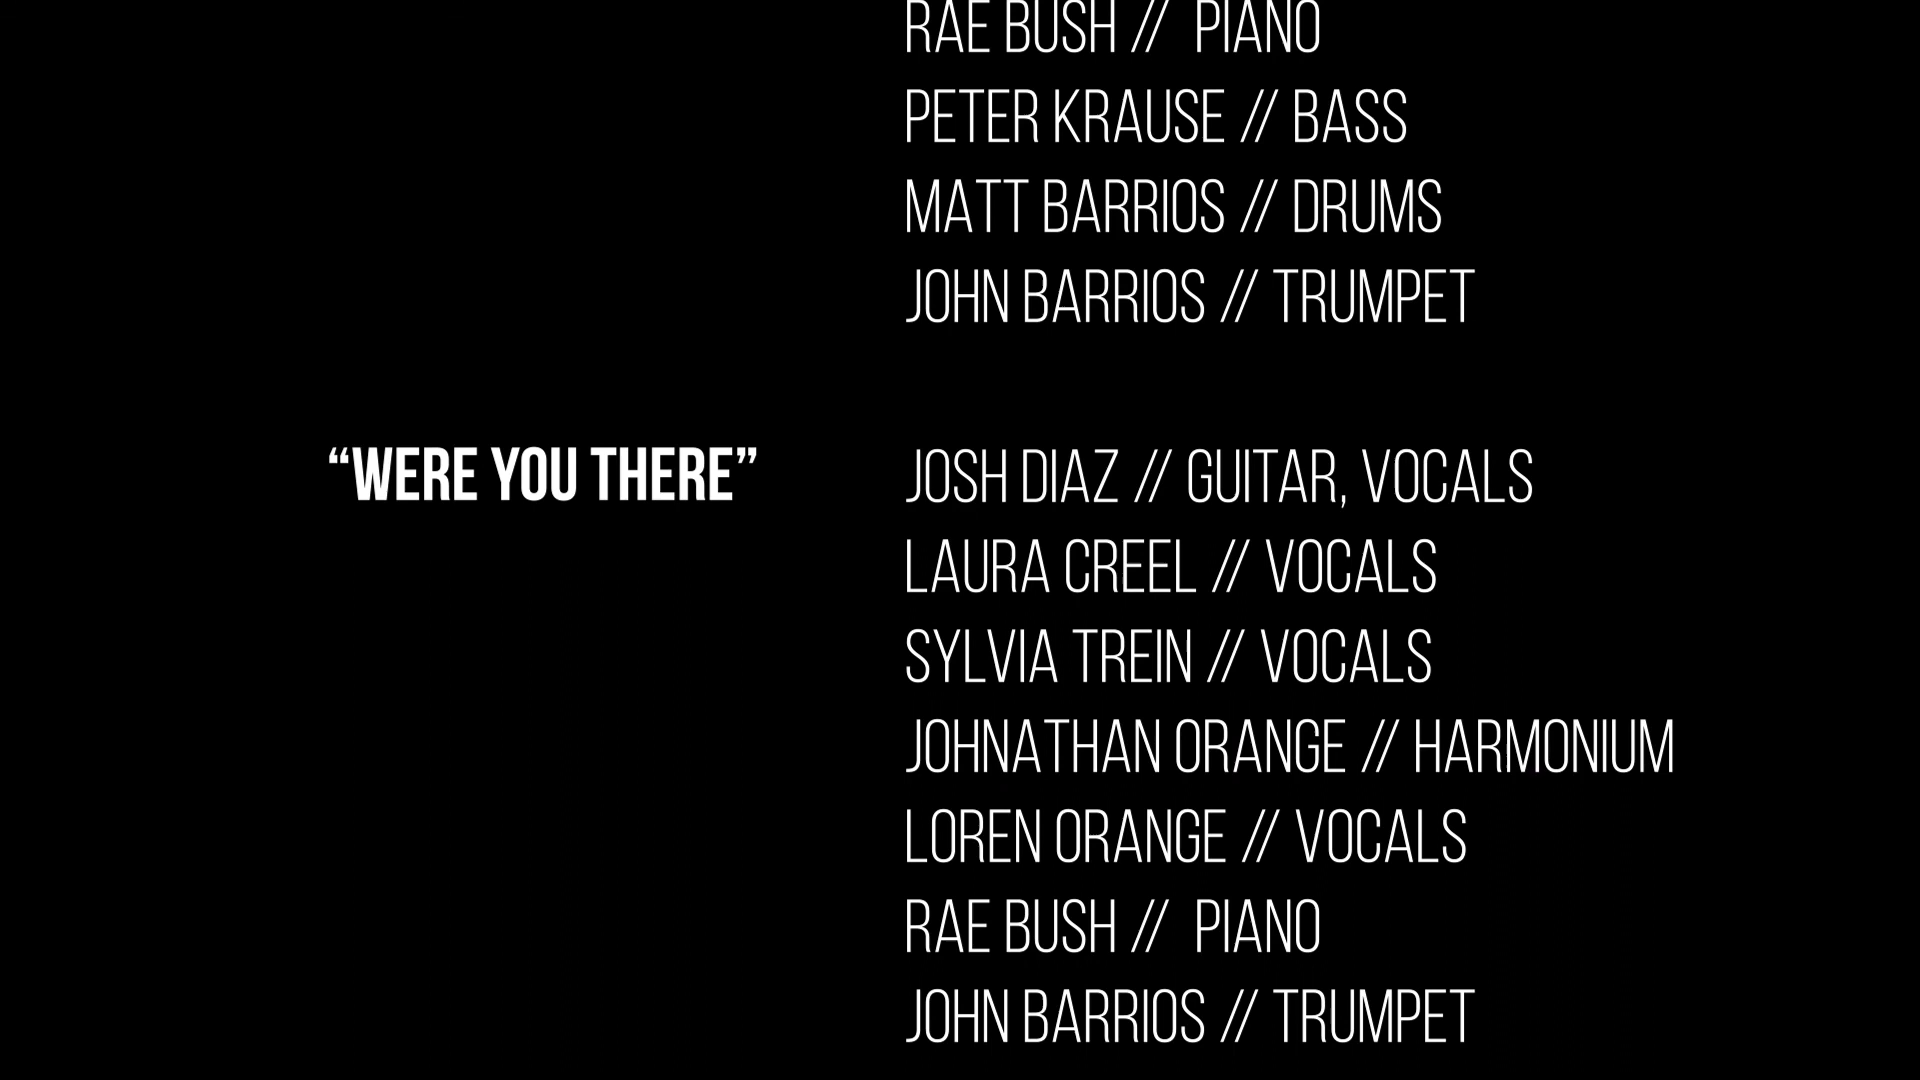 RAE BUSH //  PIANO
PETER KRAUSE // BASS
MATT BARRIOS // DRUMS
JOHN BARRIOS // TRUMPET
“WERE YOU THERE” JOSH DIAZ // GUITAR, VOCALS
LAURA CREEL // VOCALS
SYLVIA TREIN // VOCALS
JOHNATHAN ORANGE // HARMONIUM
LOREN ORANGE // VOCALS
RAE BUSH //  PIANO
JOHN BARRIOS // TRUMPET